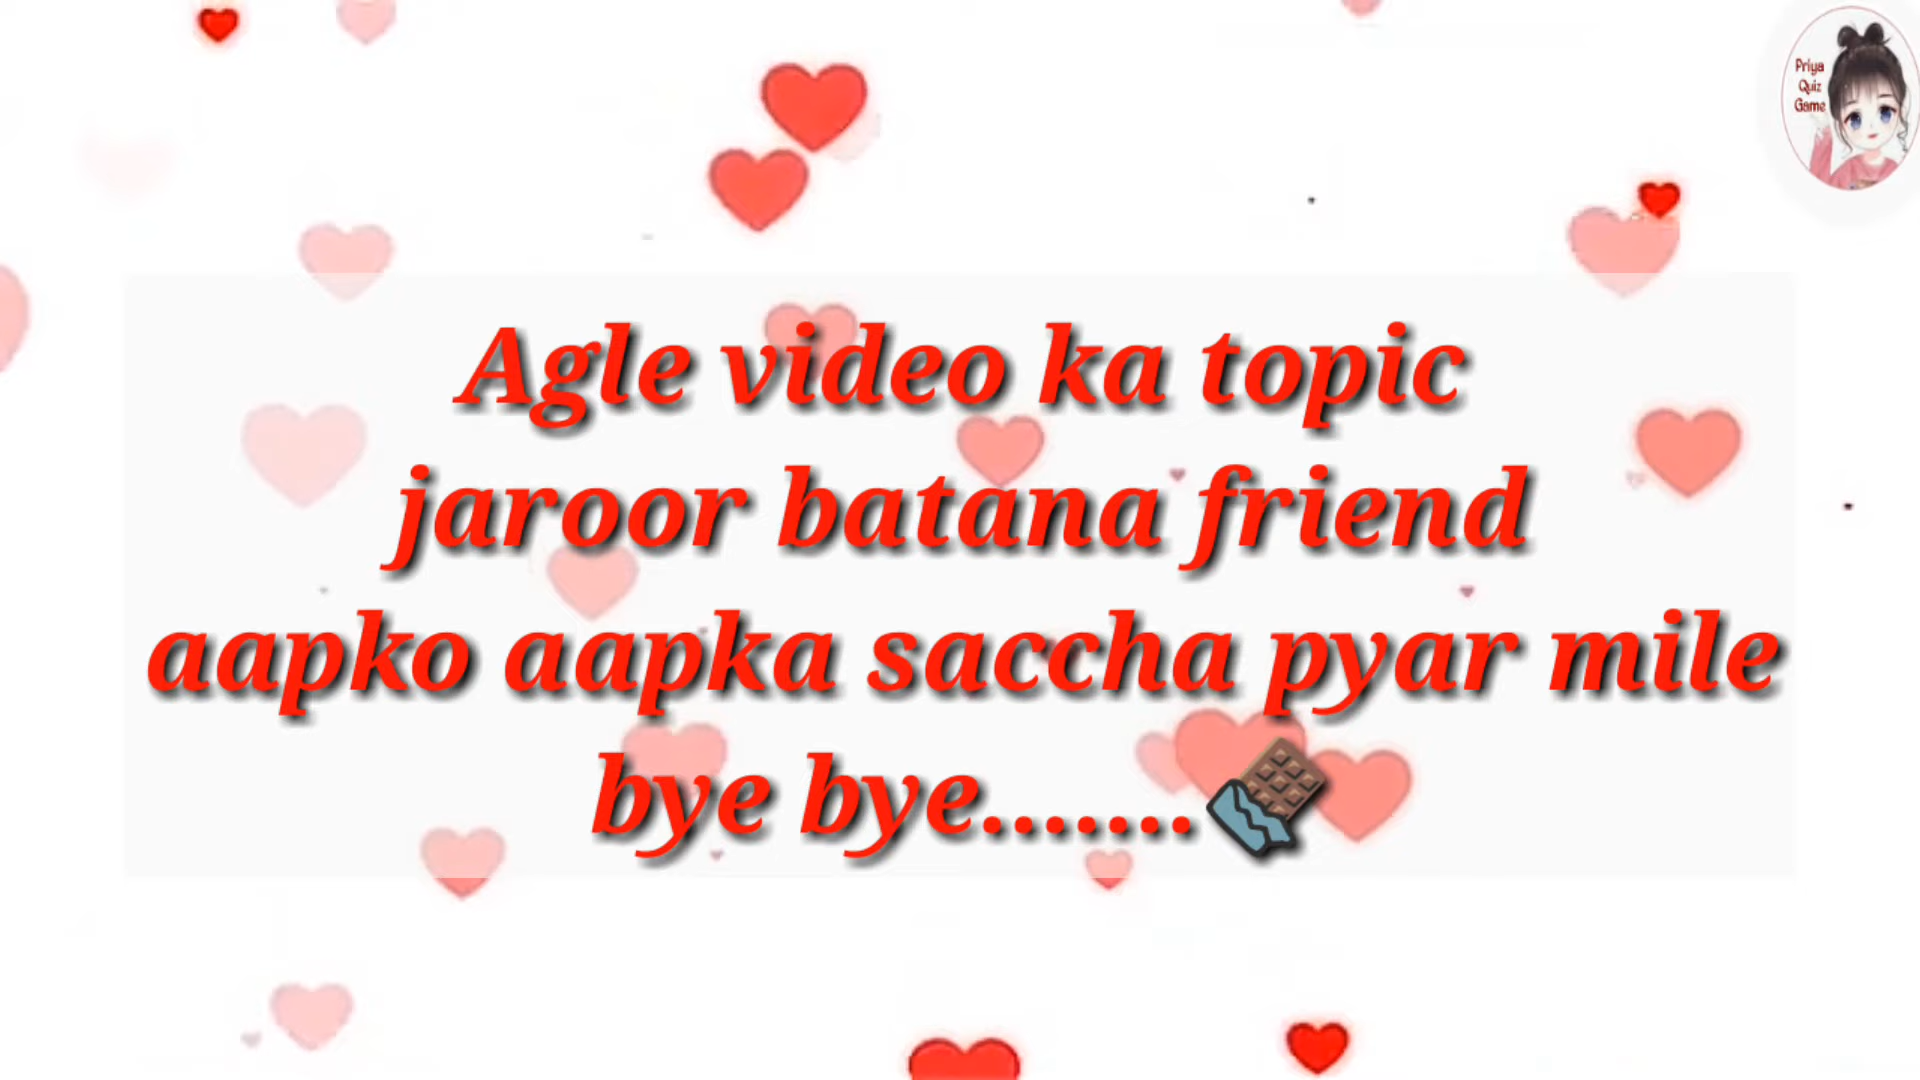 Priya
Quiz
Game
Agle video ka topic
jaroor batana friend
aapko aapka saccha pyar mile
bye bye.......